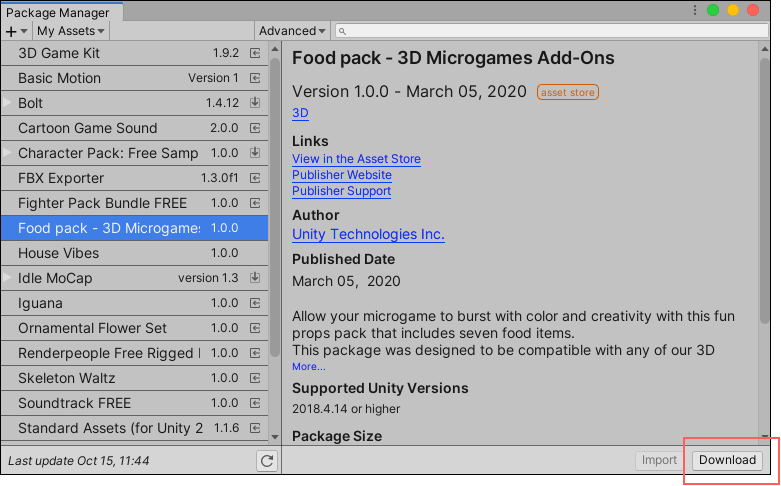 Package Manager
+ My Assets Advanced
3D Game Kit 1.9.2
Basic Motion Version 1
Bolt 1.4.12
Cartoon Game Sound 2.0.0
Character Pack: Free Samp 1.0.0
FBX Exporter 1.3.0f1
Fighter Pack Bundle FREE 1.0.0
Food pack - 3D Microgames 1.0.0
House Vibes 1.0.0
Idle MoCap version 1.3
Iguana 1.0.0
Ornamental Flower Set 1.0.0
Renderpeople Free Rigged 1.0.0
Skeleton Waltz 1.0.0
Soundtrack FREE 1.0.0
Standard Assets (for Unity 2 1.1.6
Last update Oct 15, 11:44
Food pack - 3D Microgames Add-Ons
Version 1.0.0 - March 05, 2020 asset store
3D
Links
View in the Asset Store
Publisher Website
Publisher Support
Author
Unity Technologies Inc.
Published Date
March 05, 2020
Allow your microgame to burst with color and creativity with this fun
props pack that includes seven food items.
This package was designed to be compatible with any of our 3D
More...
Supported Unity Versions
2018.4.14 or higher
Package Size
Import Download